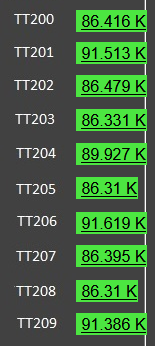 TT200 86.416 K
TT201 91.513 K
TT202 86.479 K
TT203 86.331 K
TT204 89.927 K
TT205 86.31 K
TT206 91.619 K
TT207 86.395 K
TT208 86.31 K
TT209 91.386 K